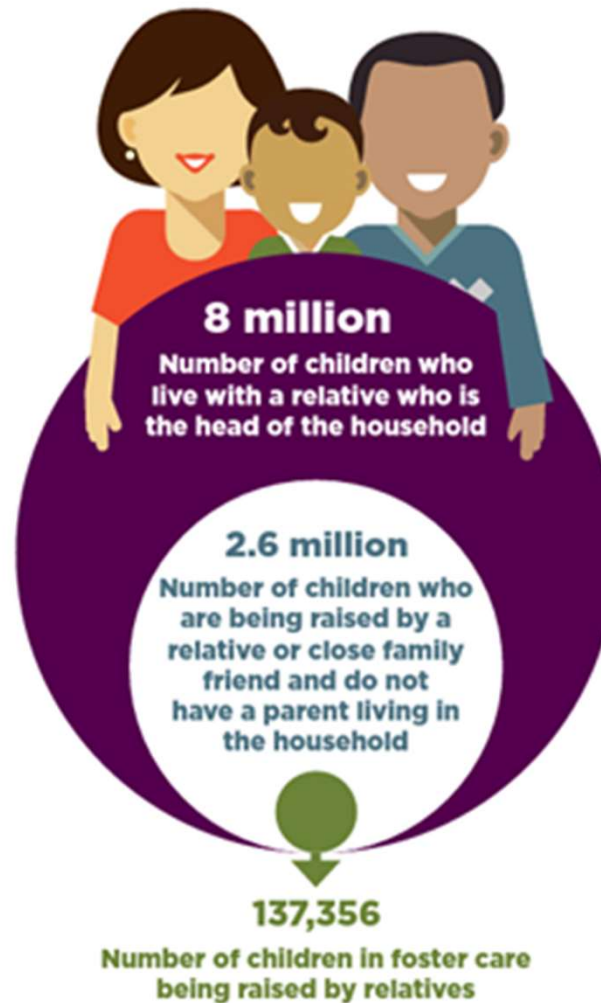 8 million
Number of children who
live with a relative who is
the head of the household
2.6 million
Number of children who
are being raised by a
relative or close family
friend and do not
have a parent living in
the household
137,356
Number of children in foster care
being raised by relatives